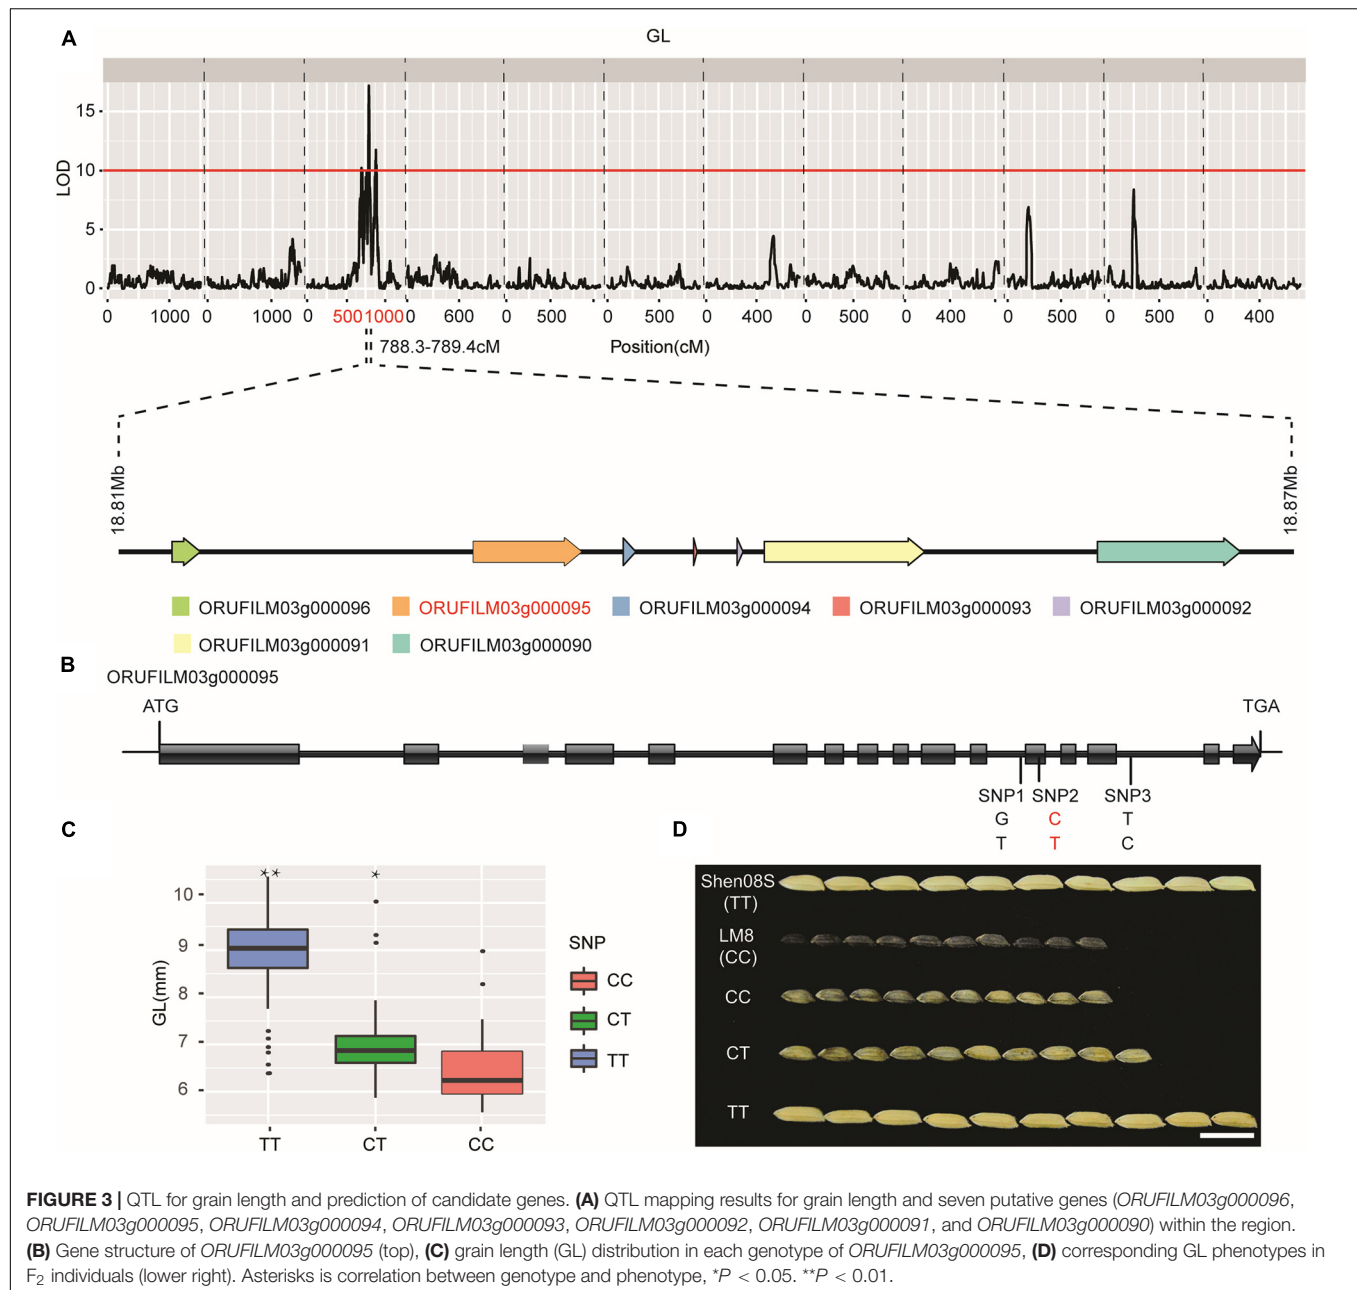 A
GL
15
10
5
0
LOD
0 1000 0 1000 0 500 1000 0 600 0 500 0 500 0 400 0 500 0 400 0 500 0 500 0 400
788.3-789.4cM
Position(cM)
18.81Mb
18.87Mb
ORUFILM03g000096 ORUFILM03g000095 ORUFILM03g000094 ORUFILM03g000093 ORUFILM03g000092
ORUFILM03g000091 ORUFILM03g000090
B
ORUFILM03g000095
ATG
TGA
SNP1 SNP2 SNP3
G C T
T T C
C
**
*
10
9
8
7
6
GL(mm)
TT CT CC
SNP
CC
CT
TT
D
Shen08S
(TT)
LM8
(CC)
CC
CT
TT
FIGURE 3 | QTL for grain length and prediction of candidate genes. (A) QTL mapping results for grain length and seven putative genes (ORUFILM03g000096,
ORUFILM03g000095, ORUFILM03g000094, ORUFILM03g000093, ORUFILM03g000092, ORUFILM03g000091, and ORUFILM03g000090) within the region.
(B) Gene structure of ORUFILM03g000095 (top), (C) grain length (GL) distribution in each genotype of ORUFILM03g000095, (D) corresponding GL phenotypes in
F2 individuals (lower right). Asterisks is correlation between genotype and phenotype, *P < 0.05. **P < 0.01.